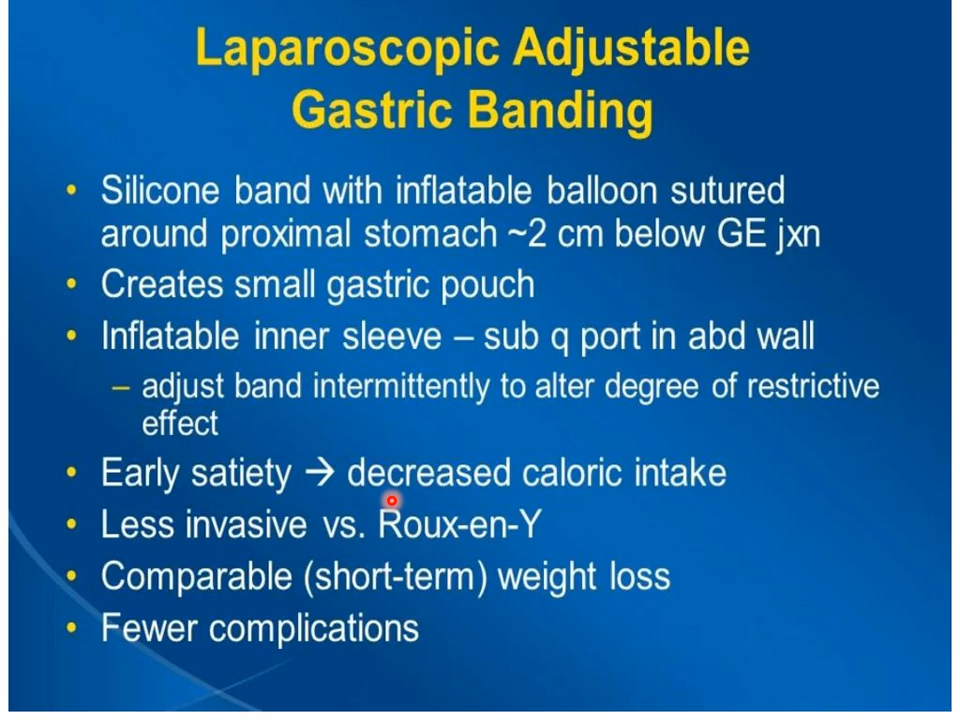 Laparoscopic Adjustable
Gastric Banding
• Silicone band with inflatable balloon sutured
around proximal stomach ~2 cm below GE jxn
• Creates small gastric pouch
• Inflatable inner sleeve – sub q port in abd wall
– adjust band intermittently to alter degree of restrictive
effect
• Early satiety → decreased caloric intake
• Less invasive vs. Roux-en-Y
• Comparable (short-term) weight loss
• Fewer complications